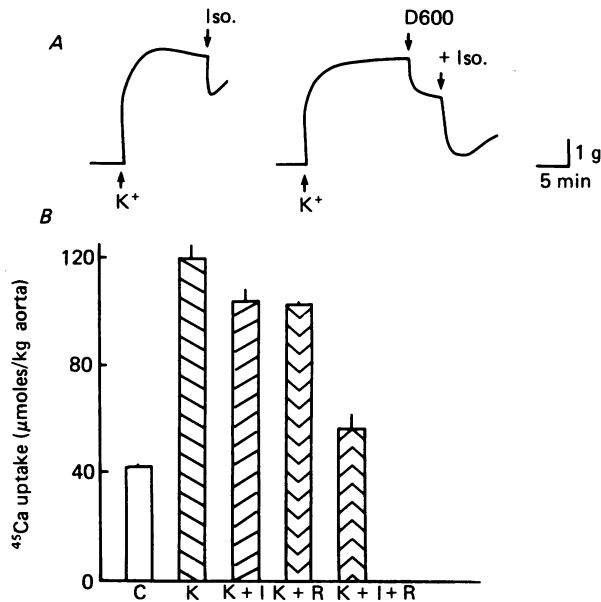 A
Iso.
D600
+ Iso.
K+
K+
1 g
5 min
B
45Ca uptake (μmoles/kg aorta)
120
80
40
0
C K K + I K + R K + I + R